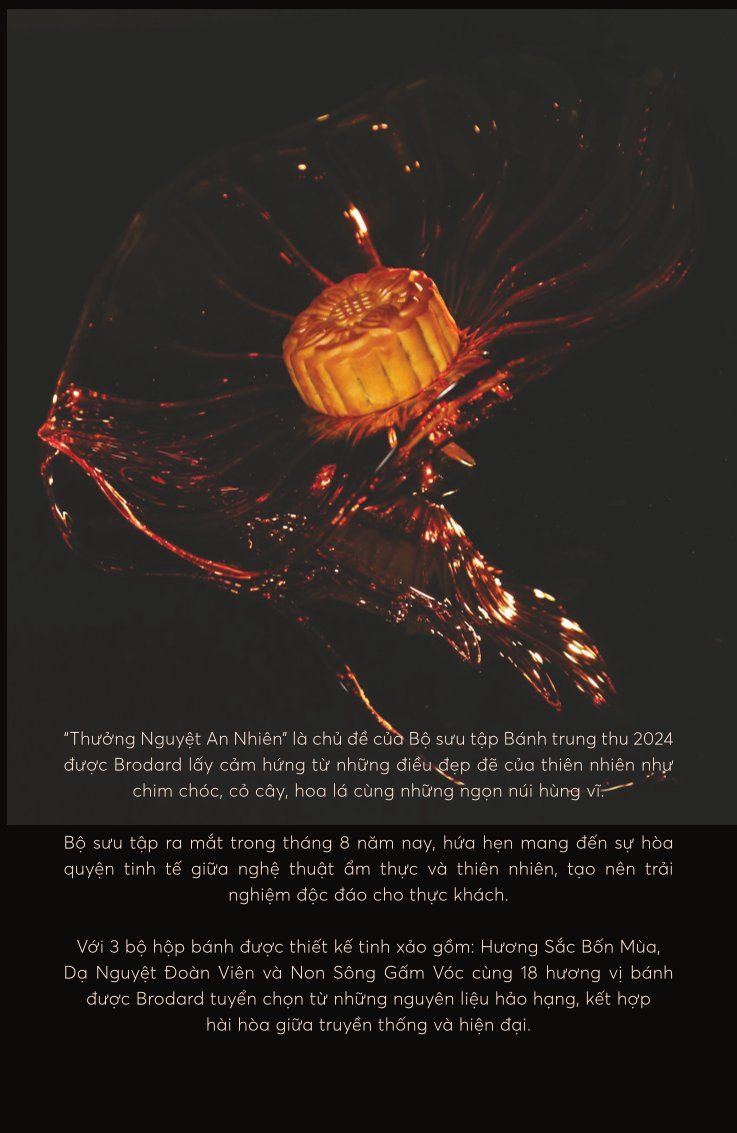 “Thưởng Nguyệt An Nhiên” là chủ đề của Bộ sưu tập Bánh trung thu 2024
được Brodard lấy cảm hứng từ những điều đẹp đẽ của thiên nhiên như
chim chóc, cỏ cây, hoa lá cùng những ngọn núi hùng vĩ.
Bộ sưu tập ra mắt trong tháng 8 năm nay, hứa hẹn mang đến sự hòa
quyện tinh tế giữa nghệ thuật ẩm thực và thiên nhiên, tạo nên trải
nghiệm độc đáo cho thực khách.
Với 3 bộ hộp bánh được thiết kế tinh xảo gồm: Hương Sắc Bốn Mùa,
Dạ Nguyệt Đoàn Viên và Non Sông Gấm Vóc cùng 18 hương vị bánh
được Brodard tuyển chọn từ những nguyên liệu hảo hạng, kết hợp
hài hòa giữa truyền thống và hiện đại.